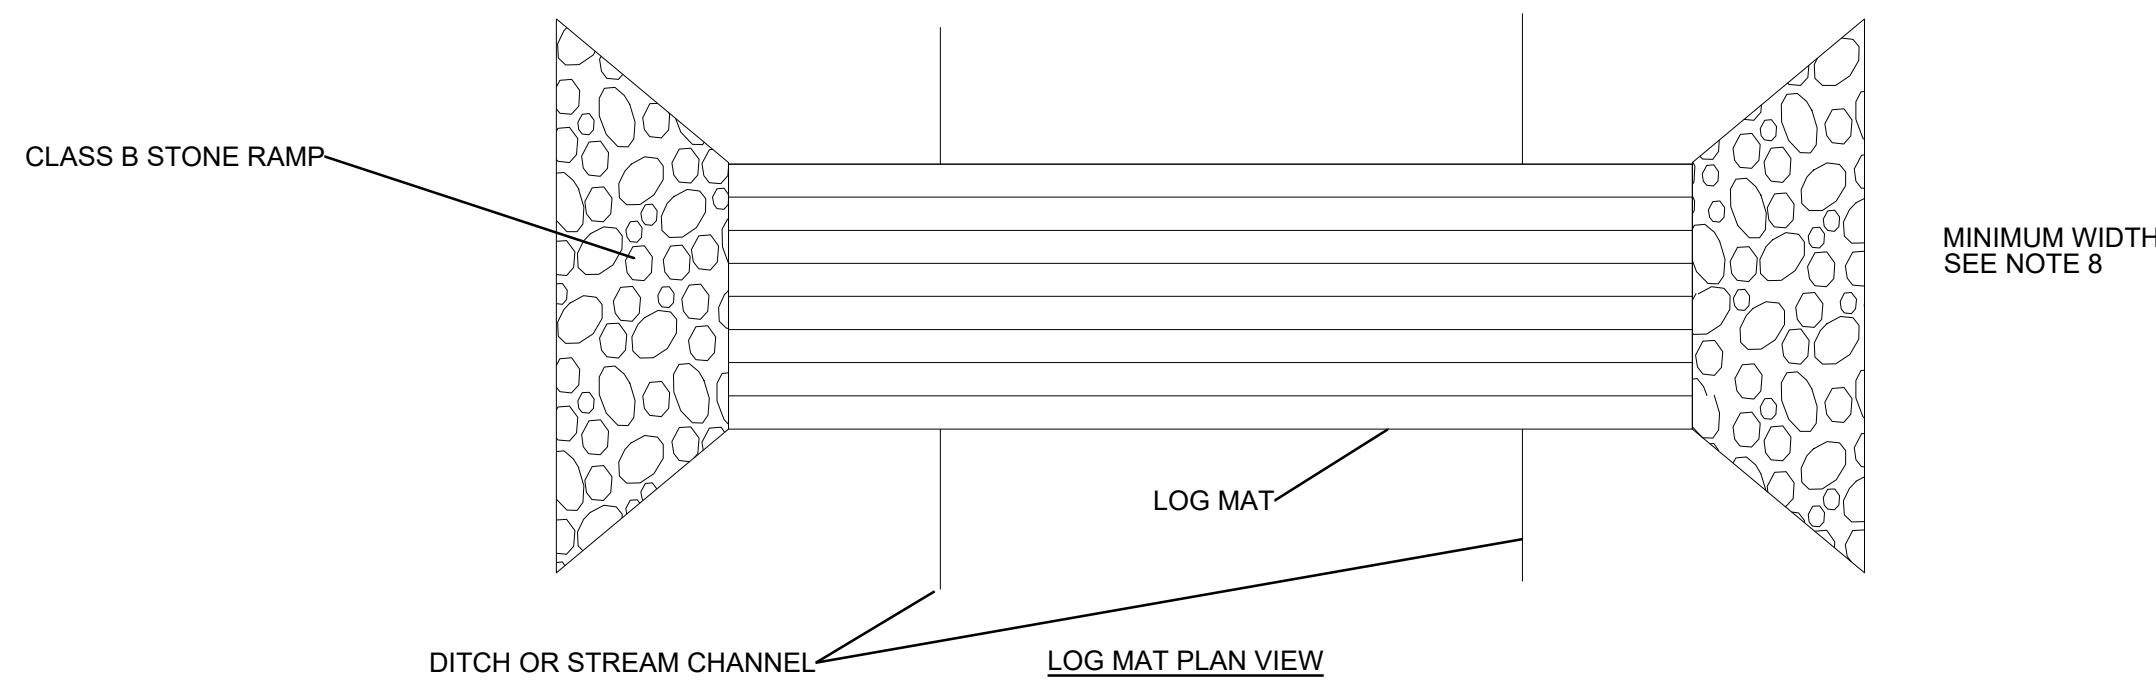 CLASS B STONE RAMP
MINIMUM WIDTH
SEE NOTE 8
LOG MAT
DITCH OR STREAM CHANNEL
LOG MAT PLAN VIEW